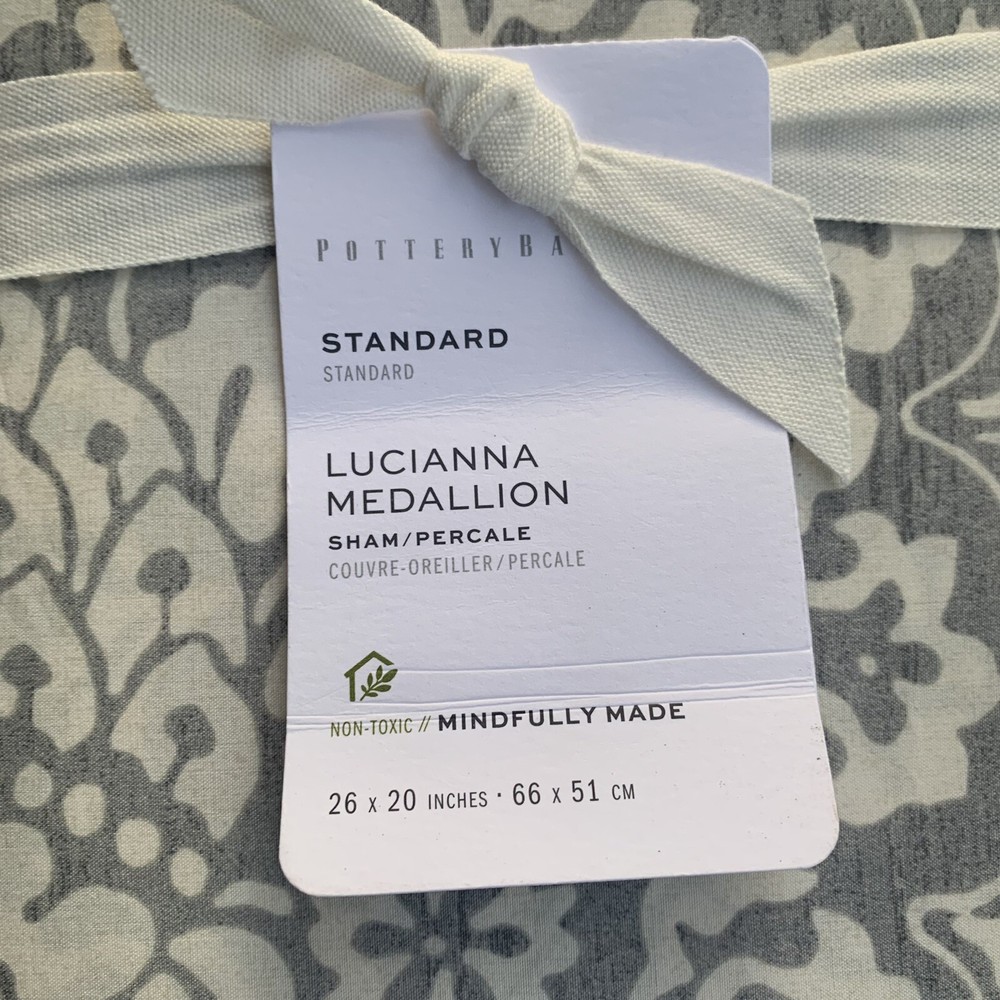 POTTERYBA
STANDARD
STANDARD
LUCIANNA
MEDALLION
SHAM/PERCALE
COUVRE-OREILLER/PERCALE
NON-TOXIC // MINDFULLY MADE
26 x 20 INCHES · 66 x 51 CM